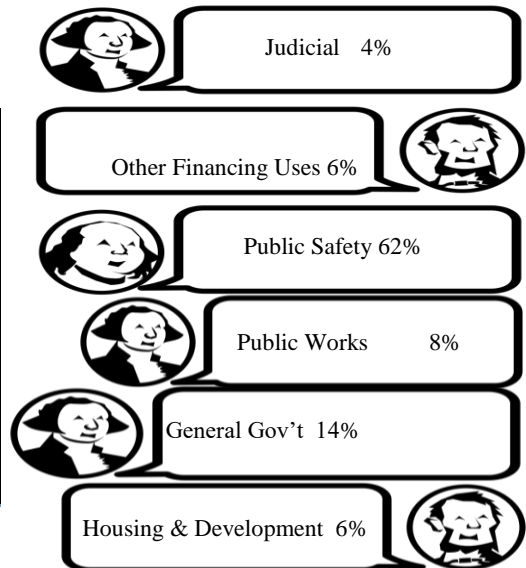 Judicial 4%
Other Financing Uses 6%
Public Safety 62%
Public Works 8%
General Gov't 14%
Housing & Development 6%